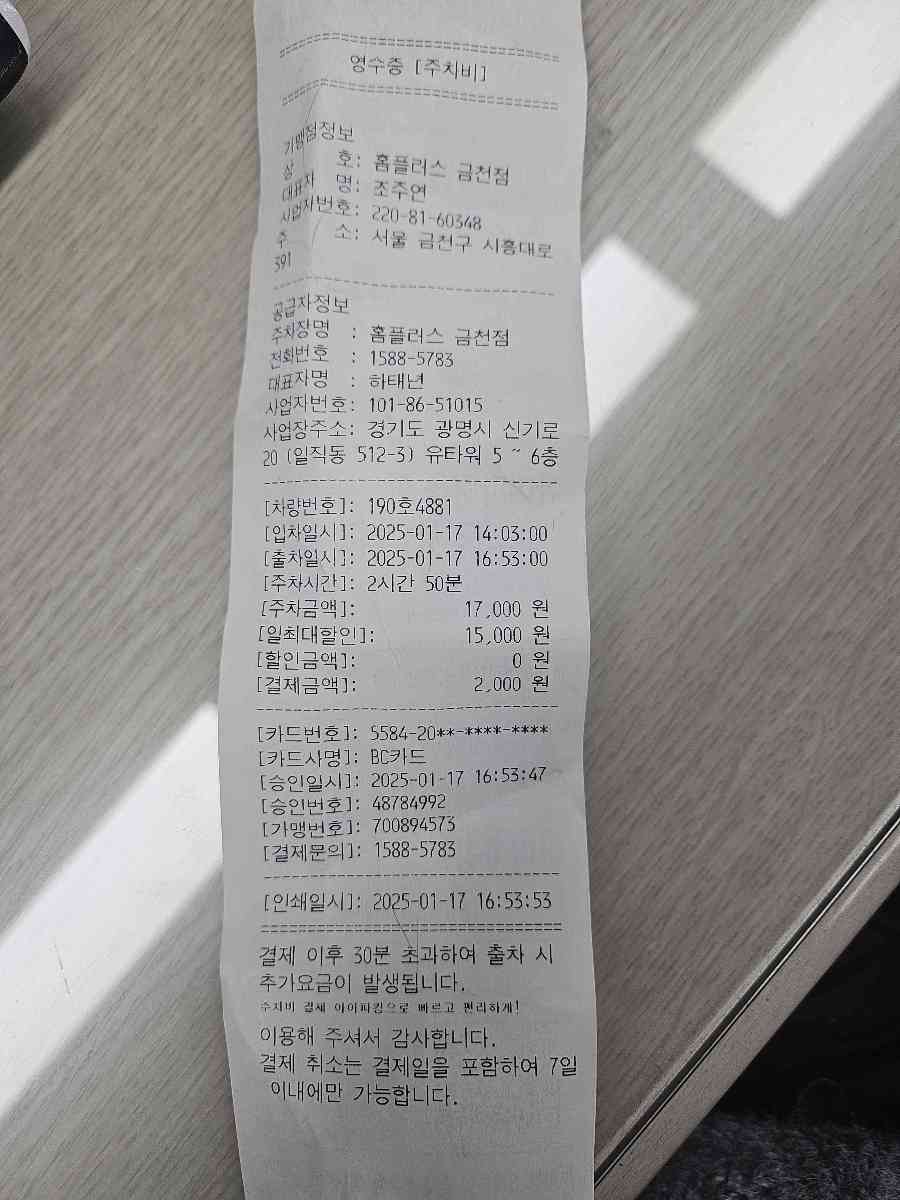 ========================================
영수증 [주차비]
========================================
가맹점정보
상 호: 홈플러스 금천점
대표자 명: 조주연
사업자번호: 220-81-60348
주 소: 서울 금천구 시흥대로
391
----------------------------------------
공급자정보
주차장명 : 홈플러스 금천점
전화번호 : 1588-5783
대표자명 : 하태년
사업자번호: 101-86-51015
사업장주소: 경기도 광명시 신기로
20 (일직동 512-3) 유타워 5 ~ 6층
----------------------------------------
[차량번호]: 190호4881
[입차일시]: 2025-01-17 14:03:00
[출차일시]: 2025-01-17 16:53:00
[주차시간]: 2시간 50분
[주차금액]: 17,000 원
[일최대할인]: 15,000 원
[할인금액]: 0 원
[결제금액]: 2,000 원
----------------------------------------
[카드번호]: 5584-20**-****-****
[카드사명]: BC카드
[승인일시]: 2025-01-17 16:53:47
[승인번호]: 48784992
[가맹번호]: 700894573
[결제문의]: 1588-5783
----------------------------------------
[인쇄일시]: 2025-01-17 16:53:53
========================================
결제 이후 30분 초과하여 출차 시
추가요금이 발생됩니다.
주차비 결제 아이파킹으로 빠르고 편리하게!
이용해 주셔서 감사합니다.
결제 취소는 결제일을 포함하여 7일
이내에만 가능합니다.